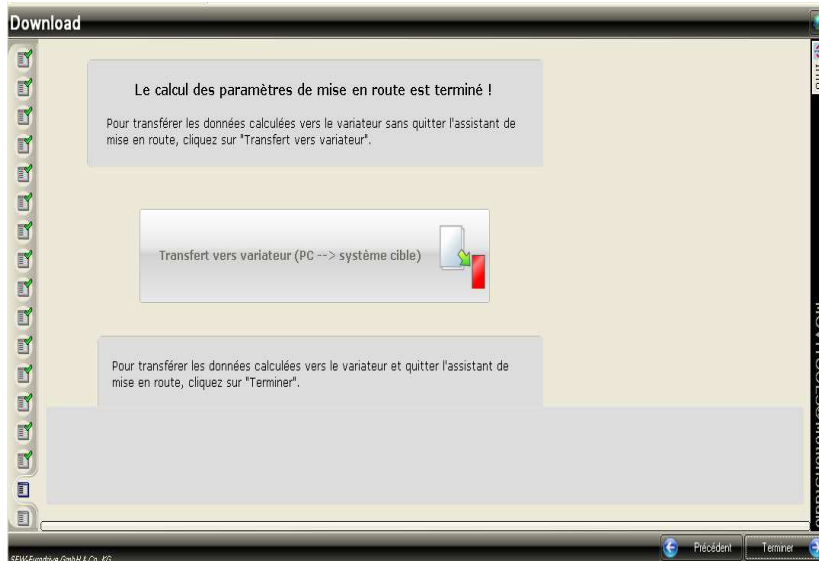 Download
Le calcul des paramètres de mise en route est terminé !
Pour transférer les données calculées vers le variateur sans quitter l'assistant de
mise en route, cliquez sur "Transfert vers variateur".
Transfert vers variateur (PC --> système cible)
Pour transférer les données calculées vers le variateur et quitter l'assistant de
mise en route, cliquez sur "Terminer".
SEW-Eurodrive GmbH & Co. KG
Précédent
Terminer